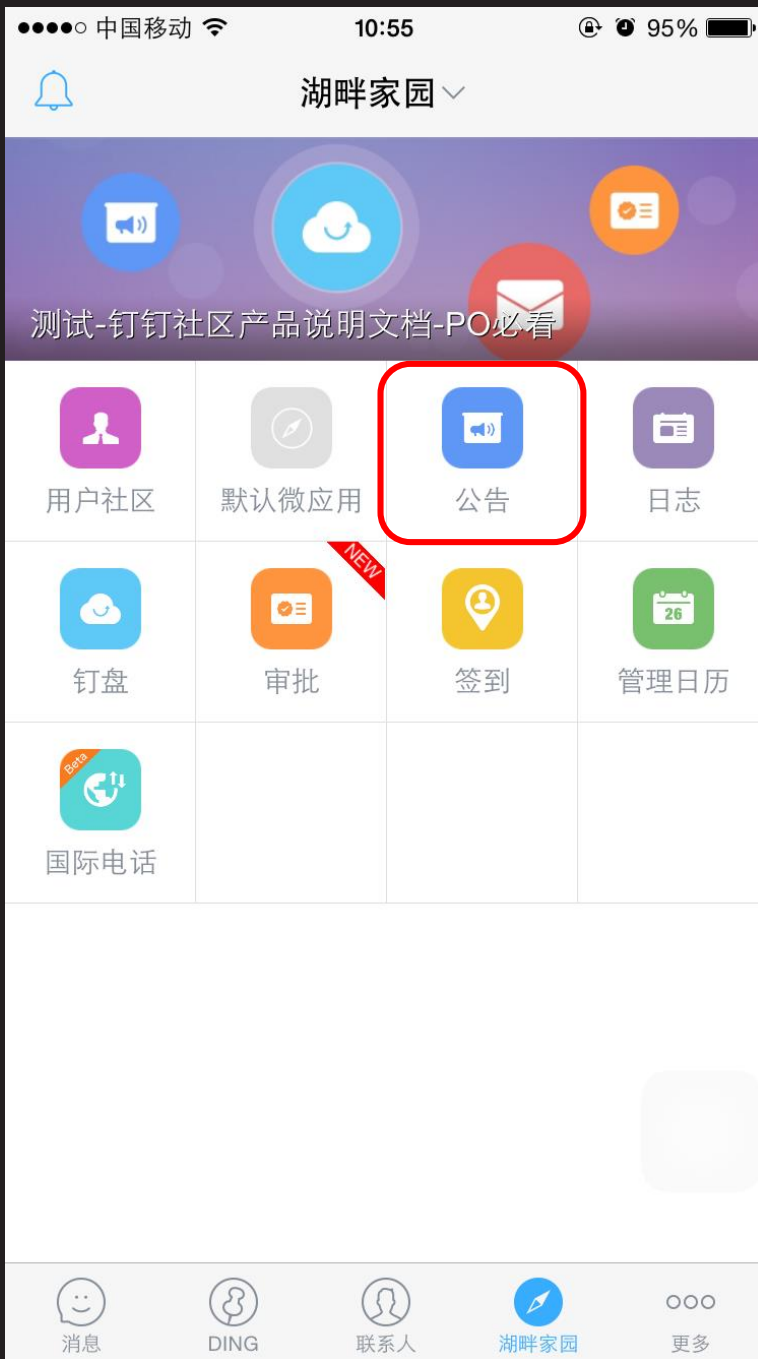 中国移动 10:55 95%
湖畔家园
测试-钉钉社区产品说明文档-PO必看
用户社区 默认微应用 公告 日志
NEW
26
钉盘 审批 签到 管理日历
Beta
国际电话
消息 DING 联系人 湖畔家园 更多